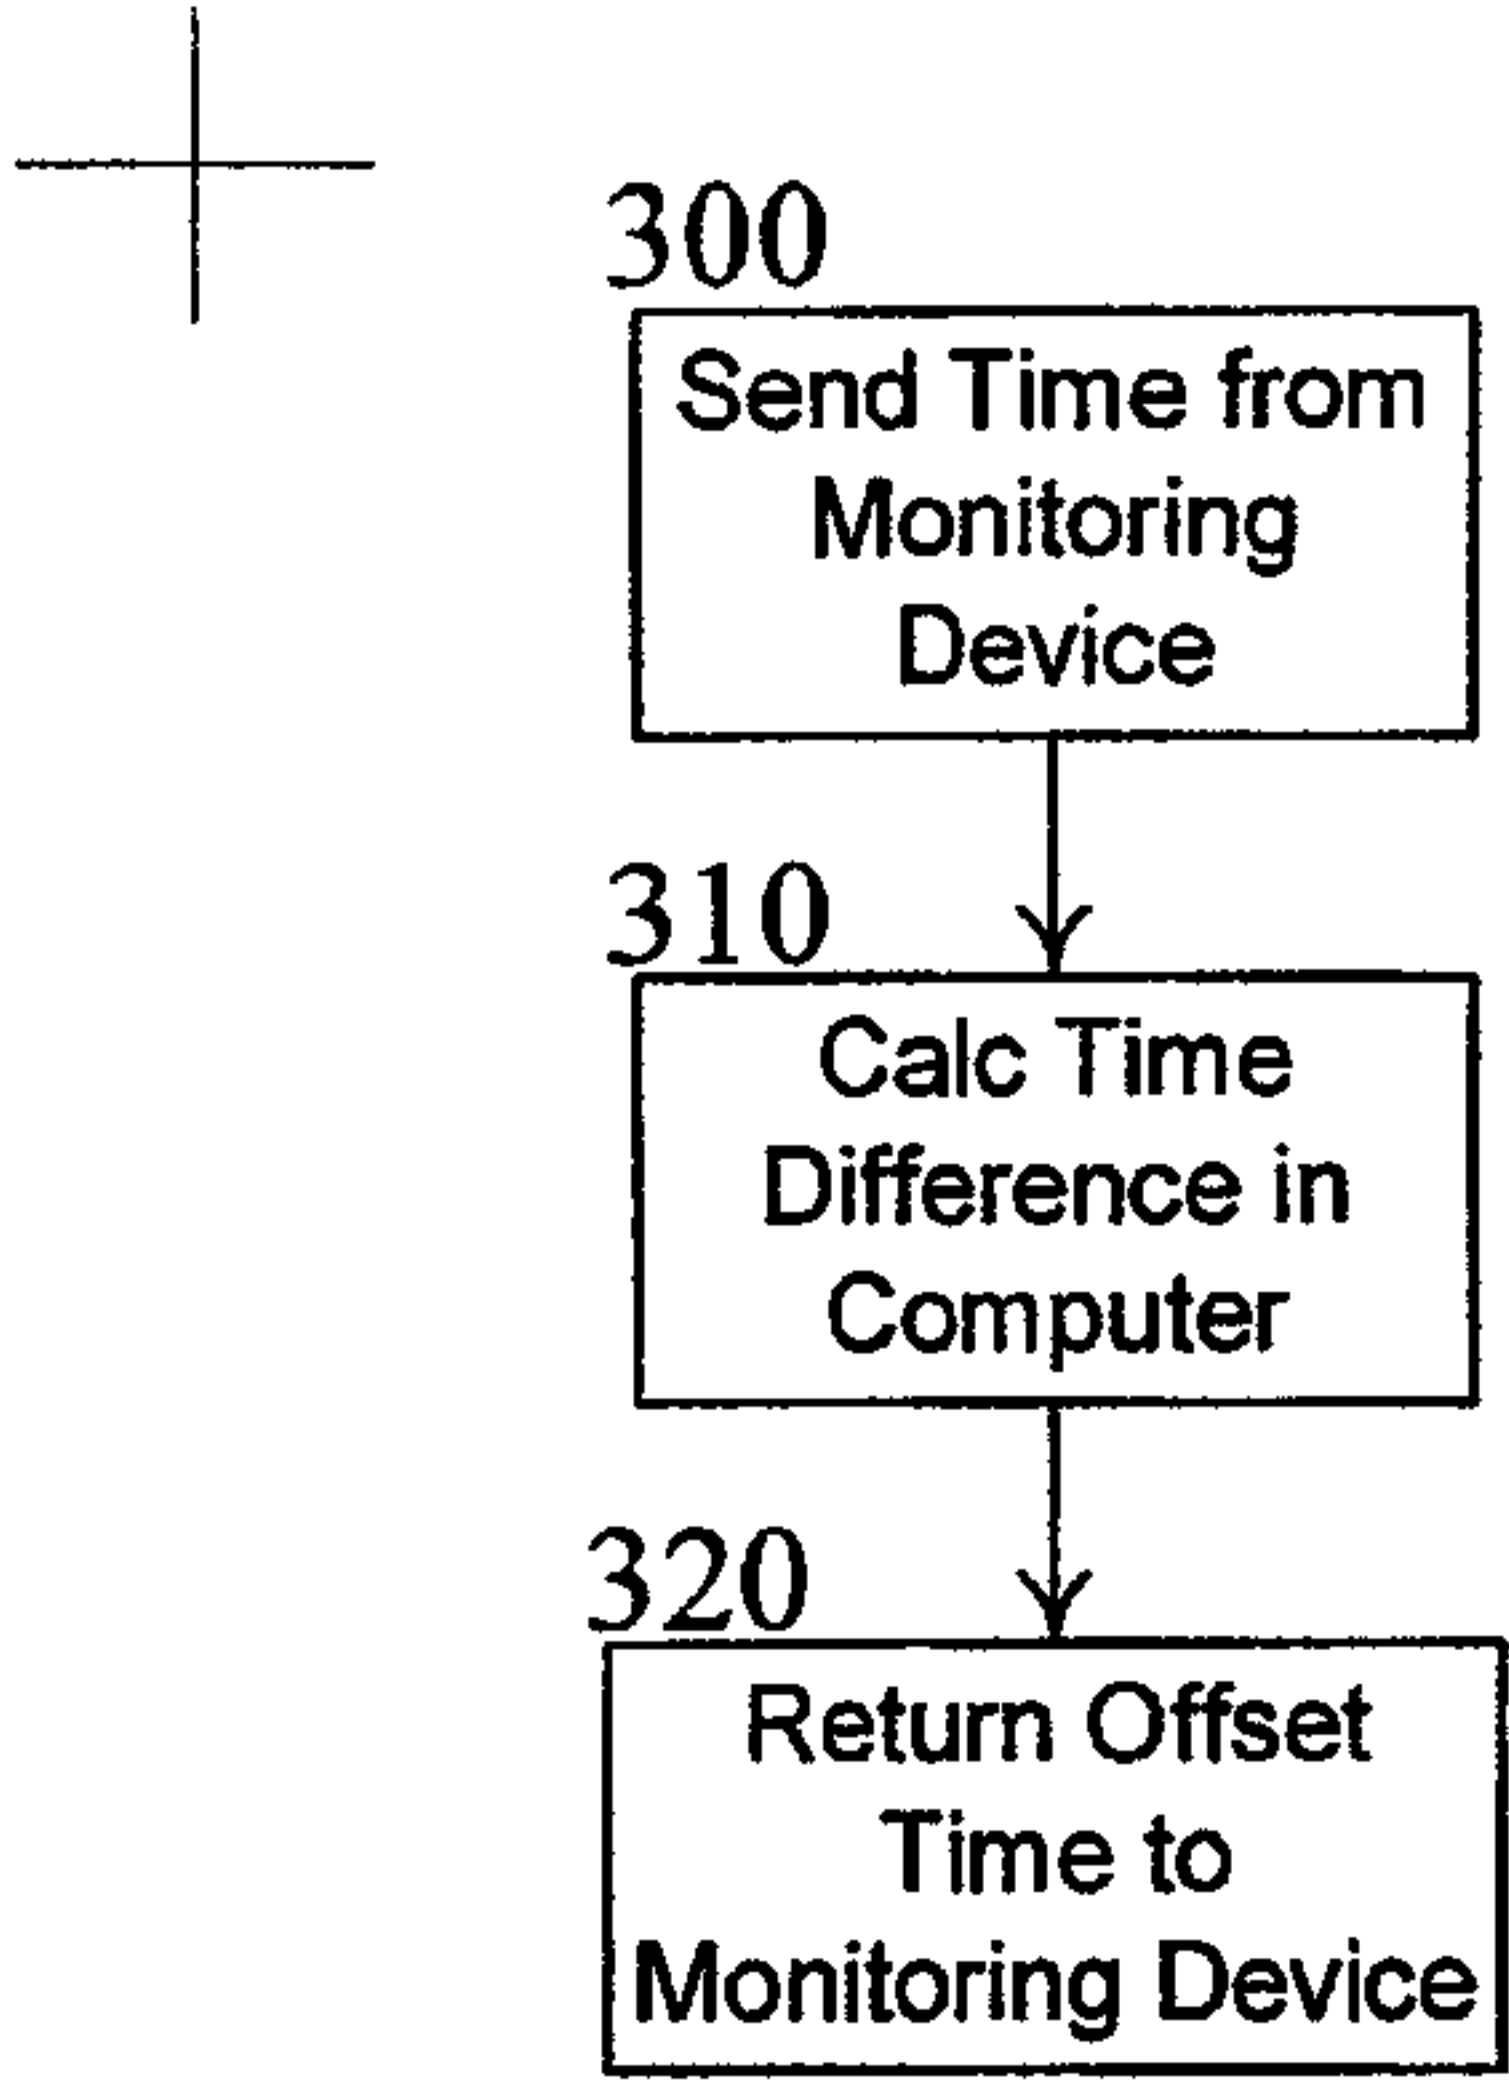 300
Send Time from
Monitoring
Device
310
Calc Time
Difference in
Computer
320
Return Offset
Time to
Monitoring Device